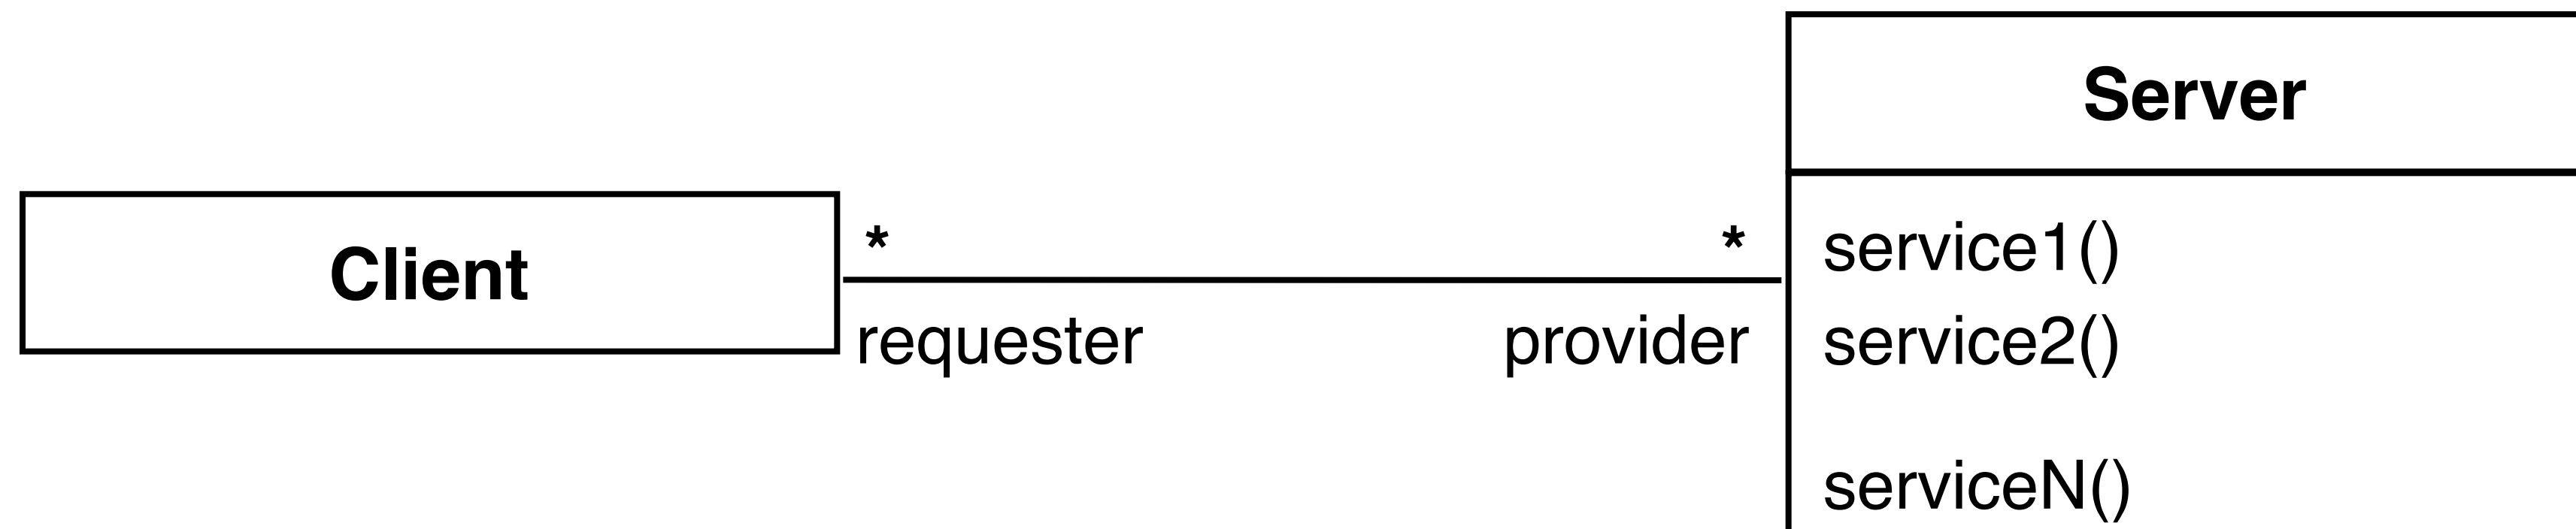 Server
Client
*
*
requester
provider
service1()
service2()
serviceN()